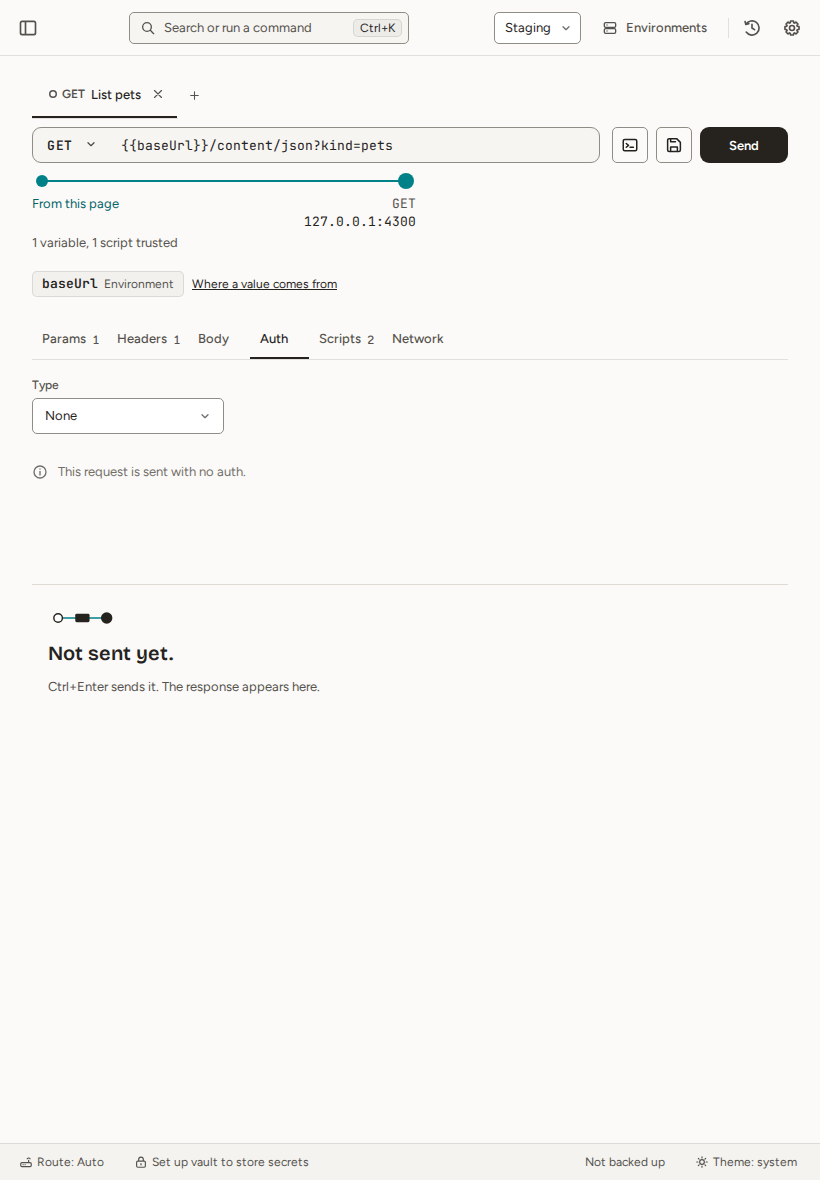 Search or run a command Ctrl+K Staging Environments
GET List pets
GET {{baseUrl}}/content/json?kind=pets Send
From this page GET
127.0.0.1:4300
1 variable, 1 script trusted
baseUrl Environment Where a value comes from
Params 1 Headers 1 Body Auth Scripts 2 Network
Type
None
This request is sent with no auth.
Not sent yet.
Ctrl+Enter sends it. The response appears here.
Route: Auto Set up vault to store secrets Not backed up Theme: system